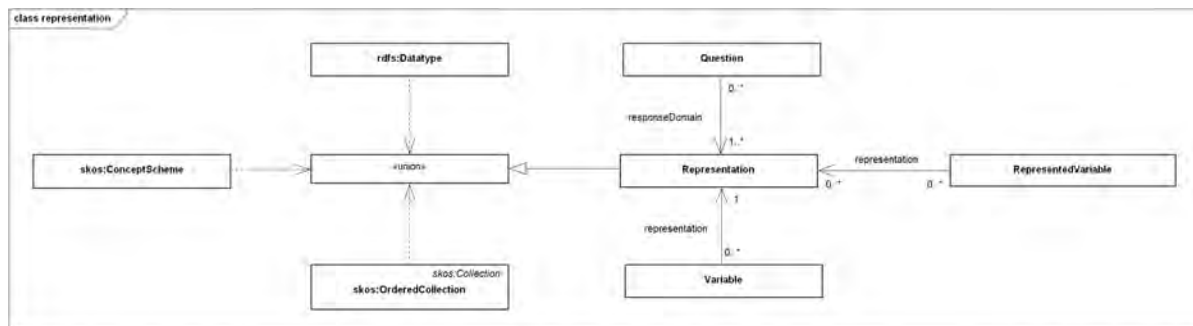 class representation
rdfs:Datatype
Question
0..*
responseDomain
1..*
skos:ConceptScheme
«union»
Representation
representation
0..*
0..*
RepresentedVariable
1
representation
0..*
skos:Collection
skos:OrderedCollection
Variable